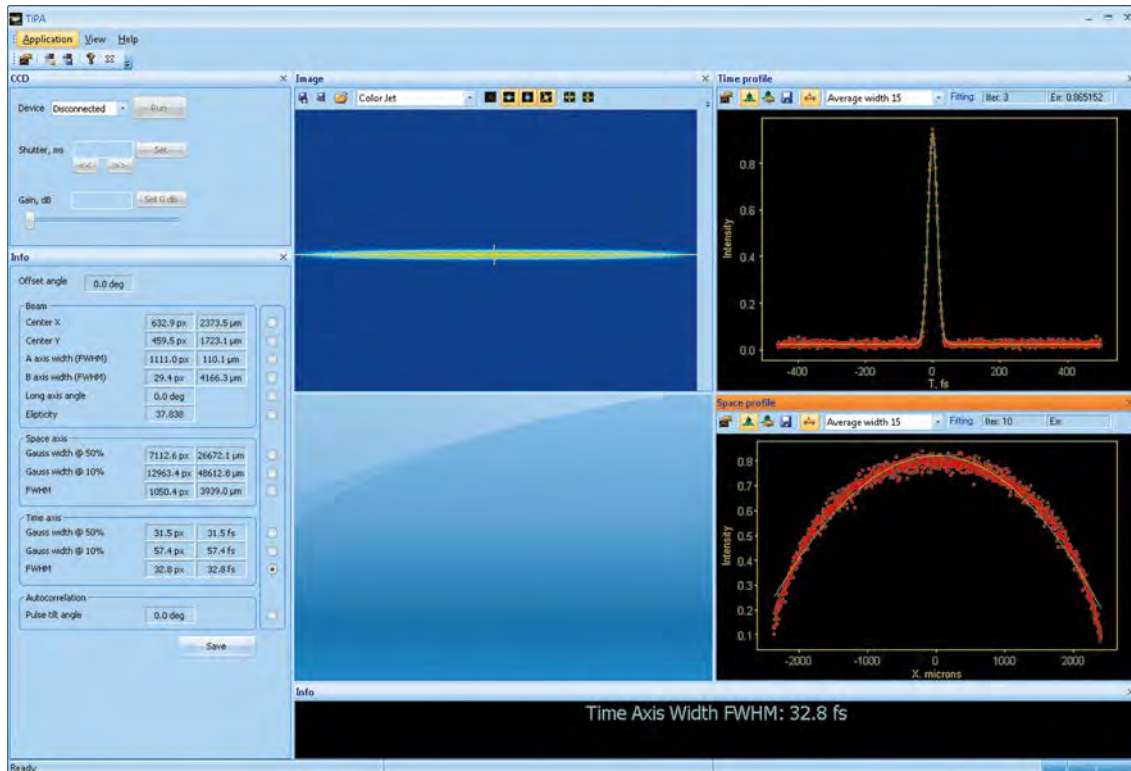 TiPA
Application View Help
CCD
Device Disconnected Run
Shutter, ms Set
<< >>
Gain, dB Set G db
Info
Offset angle 0.0 deg
Beam
Center X 632.9 px 2373.5 µm
Center Y 459.5 px 1723.1 µm
A axis width (FWHM) 1111.0 px 110.1 µm
B axis width (FWHM) 29.4 px 4166.3 µm
Long axis angle 0.0 deg
Elipticity 37.838
Space axis
Gauss width @ 50% 7112.6 px 26672.1 µm
Gauss width @ 10% 12963.4 px 48612.8 µm
FWHM 1050.4 px 3939.0 µm
Time axis
Gauss width @ 50% 31.5 px 31.5 fs
Gauss width @ 10% 57.4 px 57.4 fs
FWHM 32.8 px 32.8 fs
Autocorrelation
Pulse tilt angle 0.0 deg
Save
Image
Color Jet
Time profile
Average width 15 Fitting: Iter: 3 Err: 0.865152
0.8
0.6
0.4
0.2
0.0
Intensity
-400 -200 0 200 400
T, fs
Space profile
Average width 15 Fitting: Iter: 10 Err:
0.8
0.7
0.6
0.5
0.4
0.3
0.2
0.1
Intensity
-2000 -1000 0 1000 2000
X, microns
Info
Time Axis Width FWHM: 32.8 fs
Ready